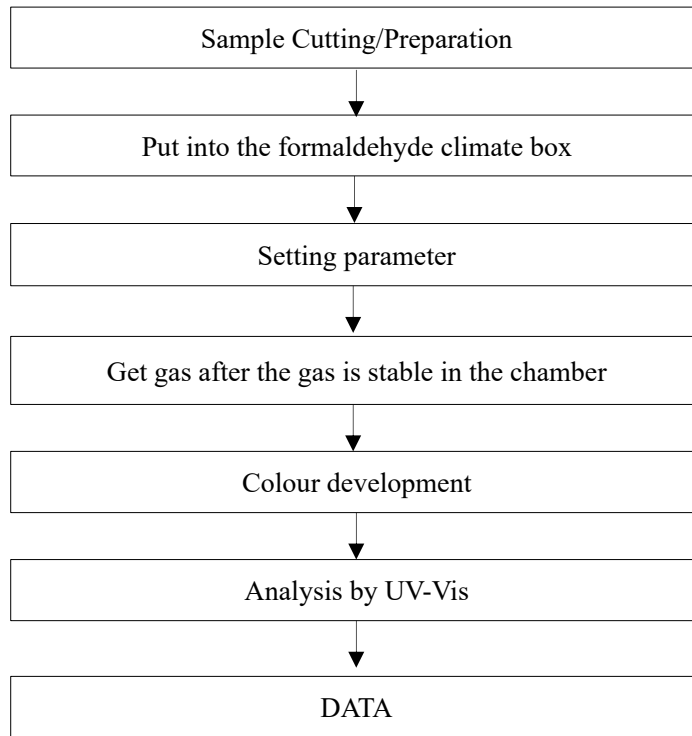 Sample Cutting/Preparation
Put into the formaldehyde climate box
Setting parameter
Get gas after the gas is stable in the chamber
Colour development
Analysis by UV-Vis
DATA